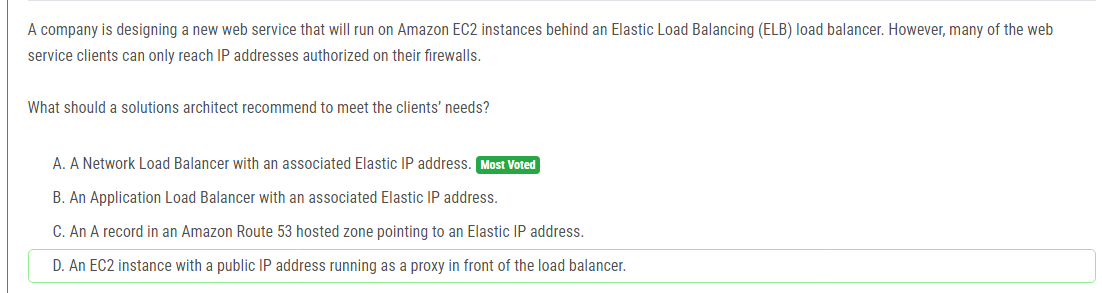 A company is designing a new web service that will run on Amazon EC2 instances behind an Elastic Load Balancing (ELB) load balancer. However, many of the web
service clients can only reach IP addresses authorized on their firewalls.
What should a solutions architect recommend to meet the clients' needs?
A. A Network Load Balancer with an associated Elastic IP address. Most Voted
B. An Application Load Balancer with an associated Elastic IP address.
C. An A record in an Amazon Route 53 hosted zone pointing to an Elastic IP address.
D. An EC2 instance with a public IP address running as a proxy in front of the load balancer.